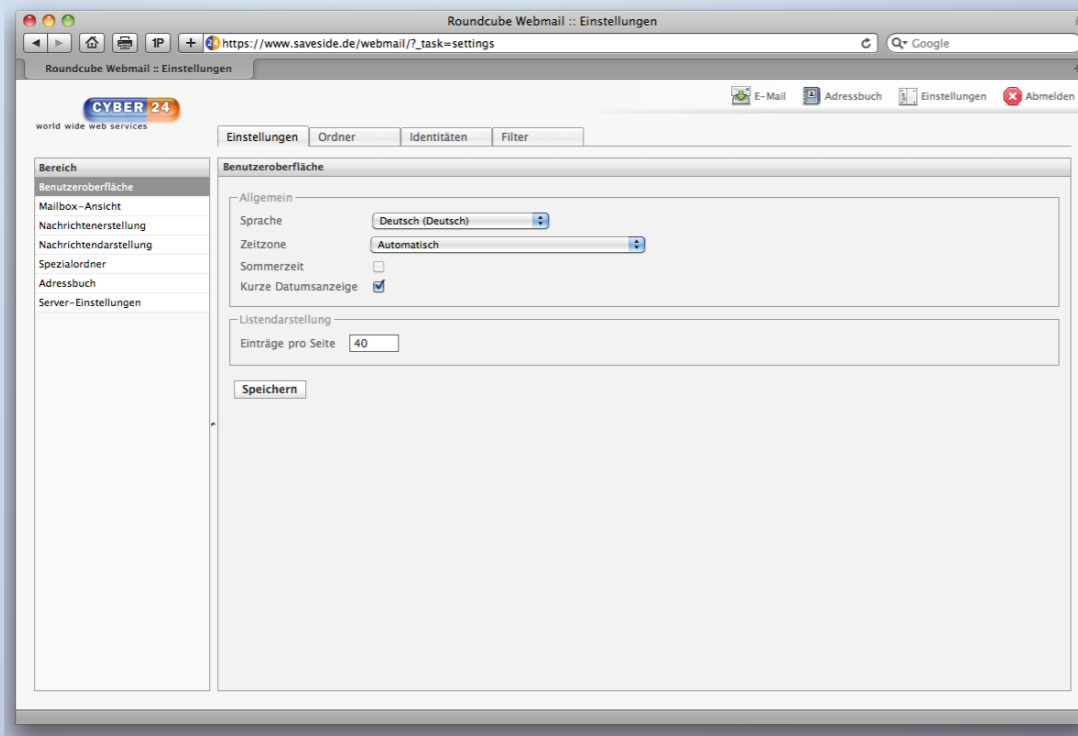 Roundcube Webmail :: Einstellungen
1P
+
24
https://www.saveside.de/webmail/?_task=settings
Google
Roundcube Webmail :: Einstellungen
CYBER 24
world wide web services
E-Mail
Adressbuch
Einstellungen
Abmelden
Einstellungen
Ordner
Identitäten
Filter
Bereich
Benutzeroberfläche
Mailbox-Ansicht
Nachrichtenerstellung
Nachrichtendarstellung
Spezialordner
Adressbuch
Server-Einstellungen
Benutzeroberfläche
Allgemein
Sprache
Deutsch (Deutsch)
Zeitzone
Automatisch
Sommerzeit
Kurze Datumsanzeige
Listendarstellung
Einträge pro Seite
40
Speichern